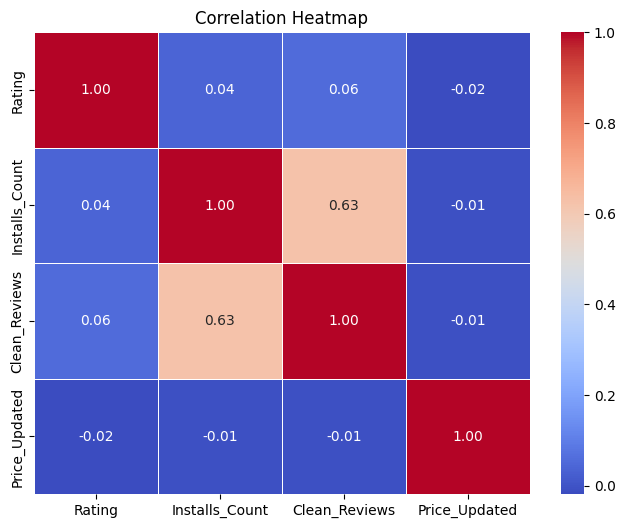 Correlation Heatmap
Rating 1.00 0.04 0.06 -0.02
Installs_Count 0.04 1.00 0.63 -0.01
Clean_Reviews 0.06 0.63 1.00 -0.01
Price_Updated -0.02 -0.01 -0.01 1.00
Rating Installs_Count Clean_Reviews Price_Updated
1.0
0.8
0.6
0.4
0.2
0.0